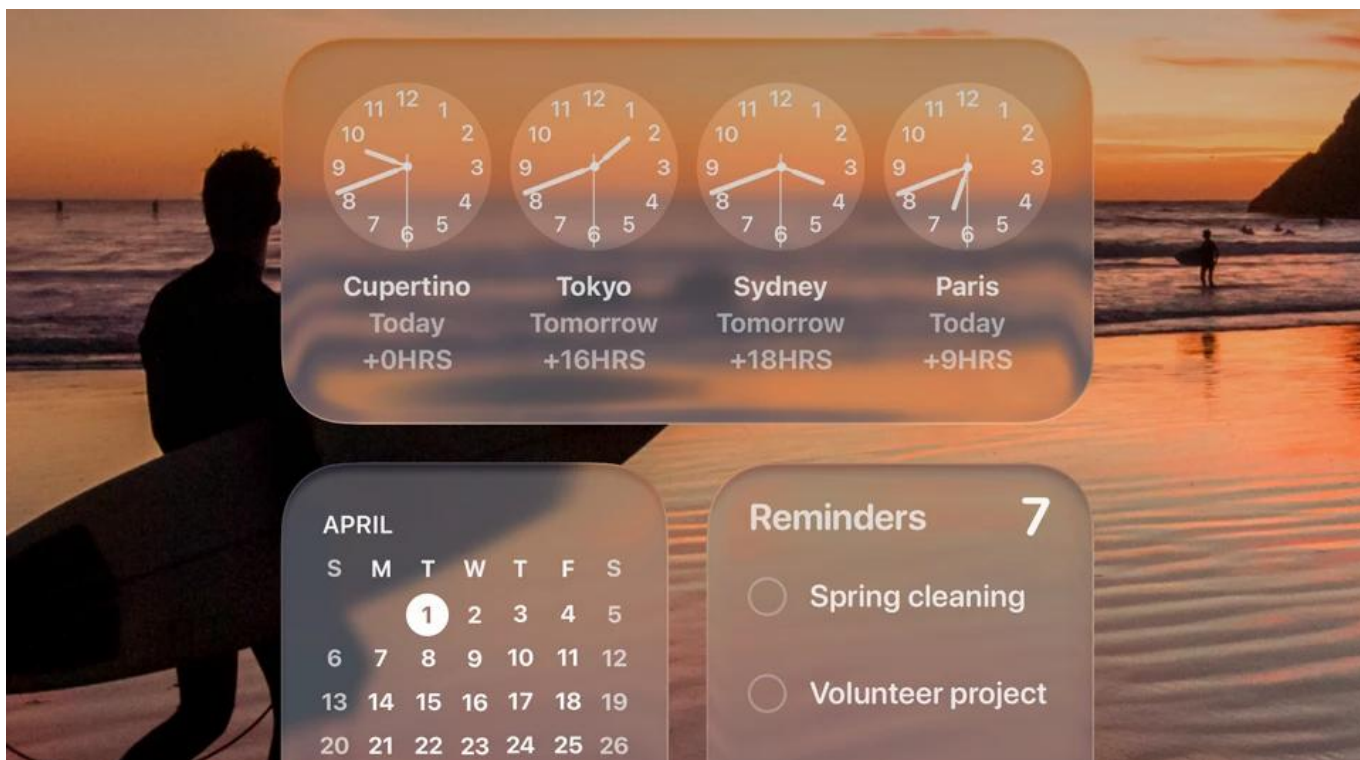 12
11 1
10 2
9 3
8 4
7 5
6
12
11 1
10 2
9 3
8 4
7 5
6
12
11 1
10 2
9 3
8 4
7 5
6
12
11 1
10 2
9 3
8 4
7 5
6
Cupertino
Today
+0HRS
Tokyo
Tomorrow
+16HRS
Sydney
Tomorrow
+18HRS
Paris
Today
+9HRS
APRIL
S M T W T F S
1 2 3 4 5
6 7 8 9 10 11 12
13 14 15 16 17 18 19
20 21 22 23 24 25 26
Reminders 7
Spring cleaning
Volunteer project